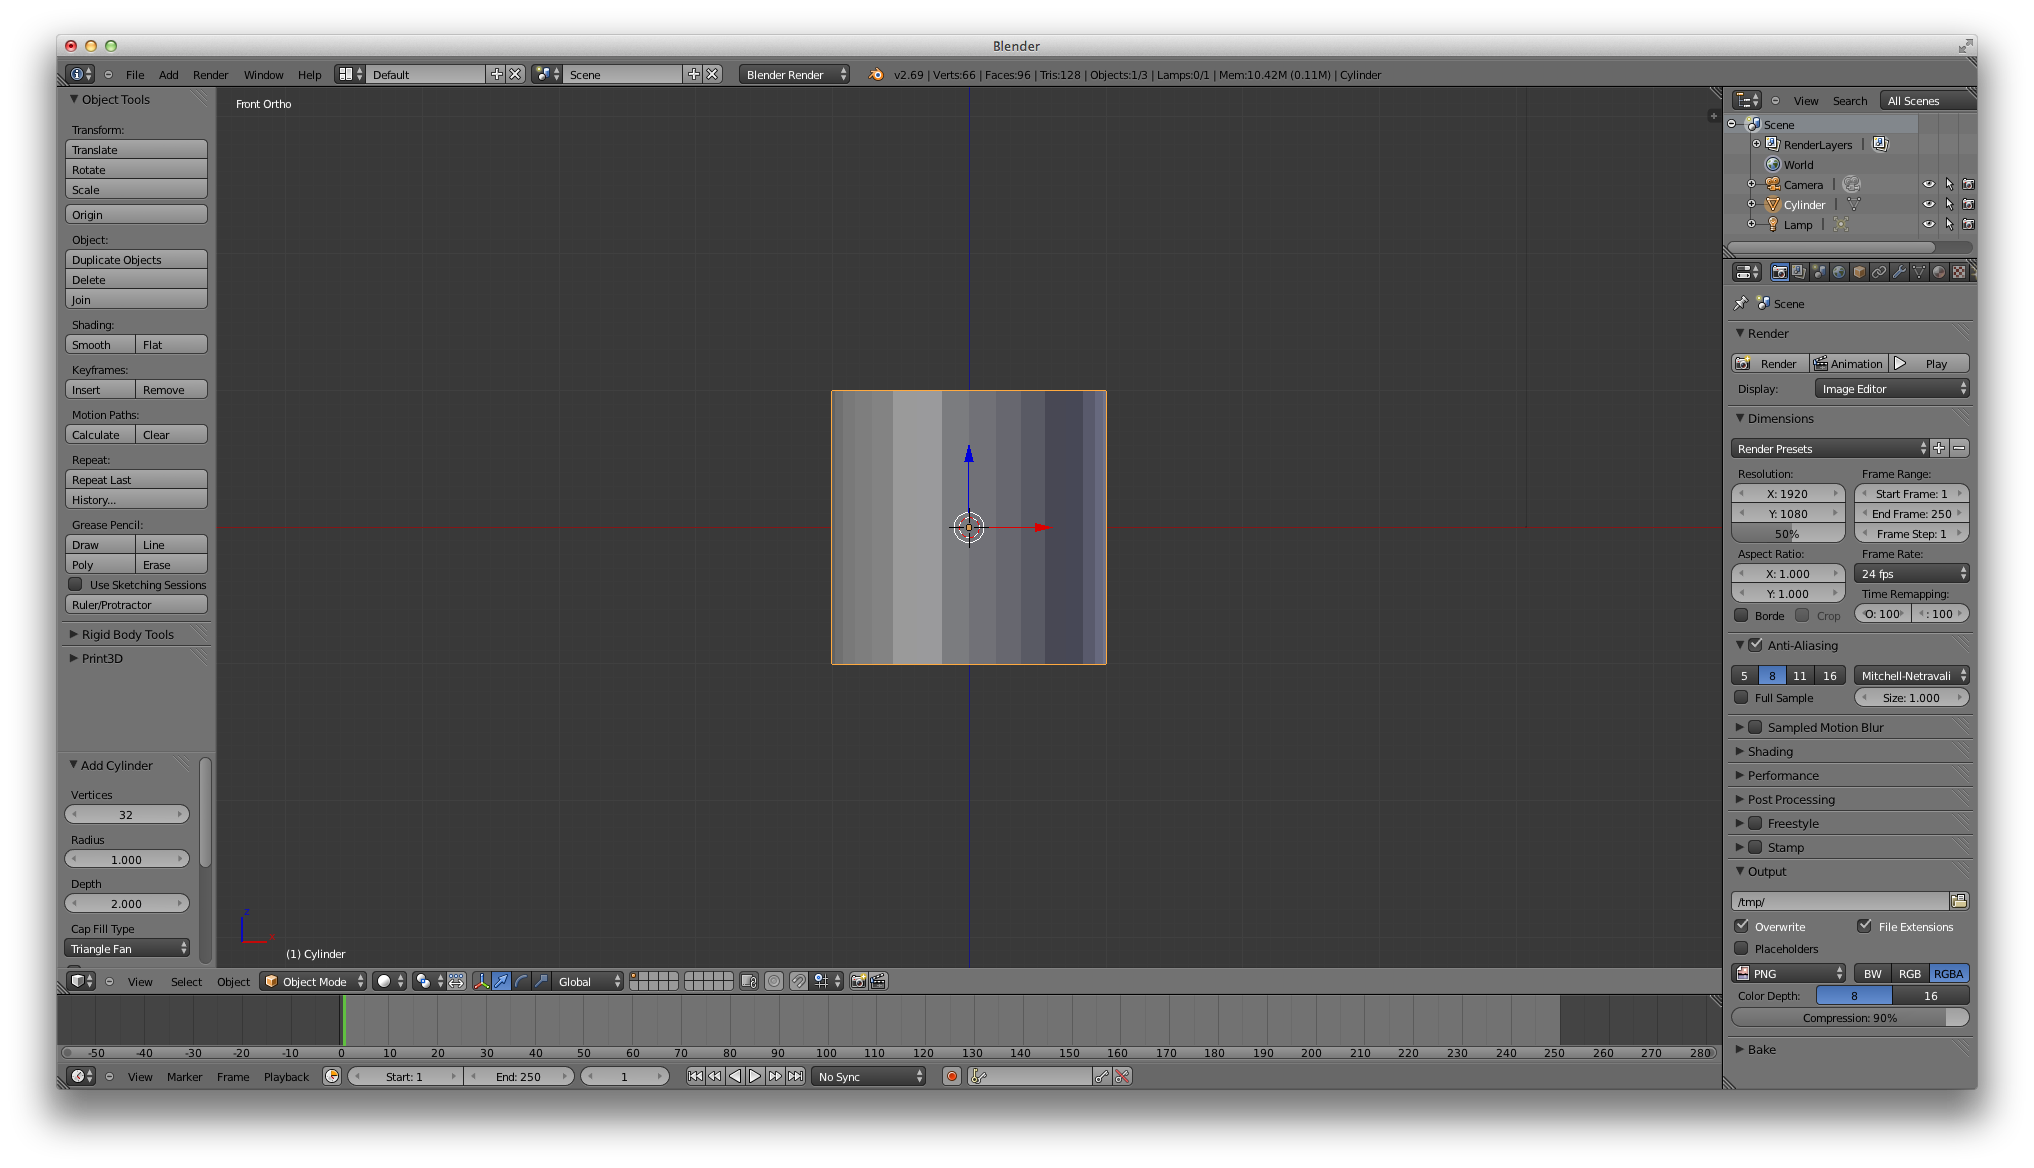 Blender
File Add Render Window Help Default Scene Blender Render v2.69 | Verts:66 | Faces:96 | Tris:128 | Objects:1/3 | Lamps:0/1 | Mem:10.42M (0.11M) | Cylinder
Object Tools
Transform:
Translate
Rotate
Scale
Origin
Object:
Duplicate Objects
Delete
Join
Shading:
Smooth Flat
Keyframes:
Insert Remove
Motion Paths:
Calculate Clear
Repeat:
Repeat Last
History...
Grease Pencil:
Draw Line
Poly Erase
Use Sketching Sessions
Ruler/Protractor
Rigid Body Tools
Print3D
Add Cylinder
Vertices
32
Radius
1.000
Depth
2.000
Cap Fill Type
Triangle Fan
Front Ortho
z
x
(1) Cylinder
View Select Object Object Mode Global
-50 -40 -30 -20 -10 0 10 20 30 40 50 60 70 80 90 100 110 120 130 140 150 160 170 180 190 200 210 220 230 240 250 260 270 280
View Marker Frame Playback Start: 1 End: 250 1 No Sync
View Search All Scenes
Scene
RenderLayers |
World
Camera |
Cylinder |
Lamp |
Scene
Render
Render Animation Play
Display: Image Editor
Dimensions
Render Presets
Resolution: Frame Range:
X: 1920 Start Frame: 1
Y: 1080 End Frame: 250
50% Frame Step: 1
Aspect Ratio: Frame Rate:
X: 1.000 24 fps
Y: 1.000 Time Remapping:
Borde Crop O: 100 : 100
Anti-Aliasing
5 8 11 16 Mitchell-Netravali
Full Sample Size: 1.000
Sampled Motion Blur
Shading
Performance
Post Processing
Freestyle
Stamp
Output
/tmp/
Overwrite File Extensions
Placeholders
PNG BW RGB RGBA
Color Depth: 8 16
Compression: 90%
Bake